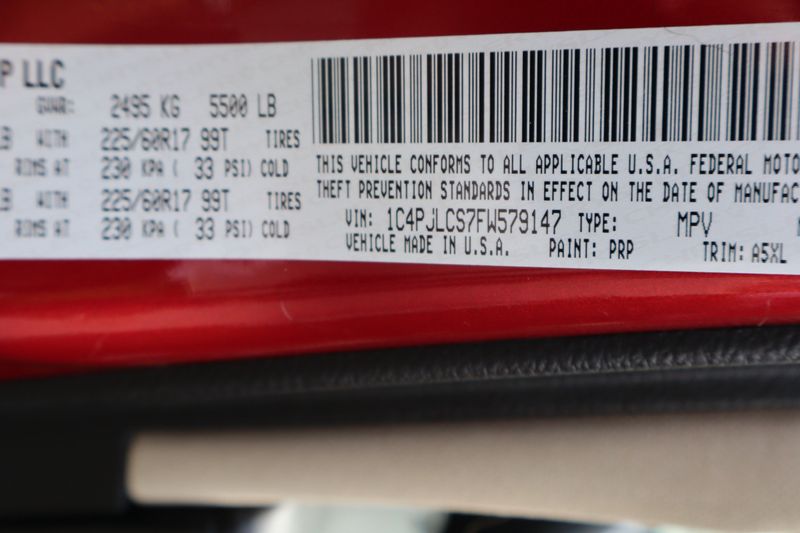 P LLC
GVWR: 2495 KG 5500 LB
LB WITH 225/60R17 99T TIRES
RIMS AT 230 KPA ( 33 PSI) COLD
LB WITH 225/60R17 99T TIRES
RIMS AT 230 KPA ( 33 PSI) COLD
THIS VEHICLE CONFORMS TO ALL APPLICABLE U.S.A. FEDERAL MOTO
THEFT PREVENTION STANDARDS IN EFFECT ON THE DATE OF MANUFAC
VIN: 1C4PJLCS7FW579147 TYPE: MPV
VEHICLE MADE IN U.S.A. PAINT: PRP TRIM: A5XL